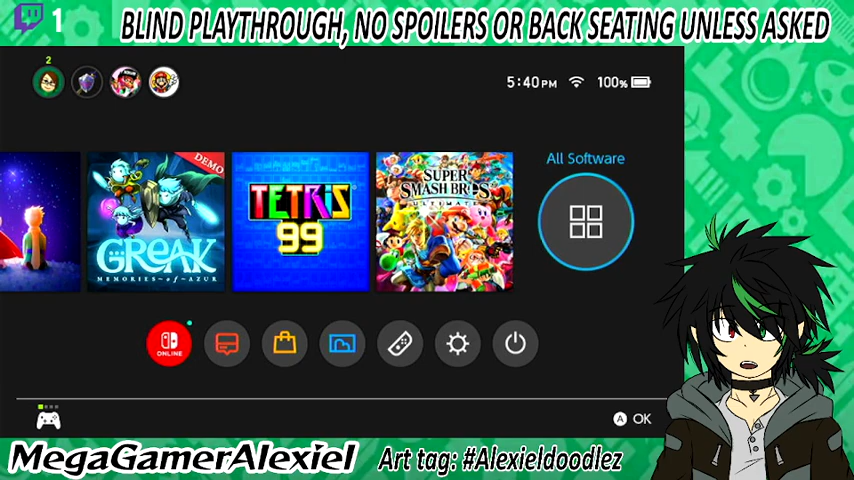 1
BLIND PLAYTHROUGH, NO SPOILERS OR BACK SEATING UNLESS ASKED
2
5:40PM 100%
All Software
DEMO
GREAK
MEMORIES of AZUR
TETRIS
99
SUPER
SMASH BROS
ULTIMATE
ONLINE
A OK
MegaGamerAlexiel Art tag: #Alexieldoodlez